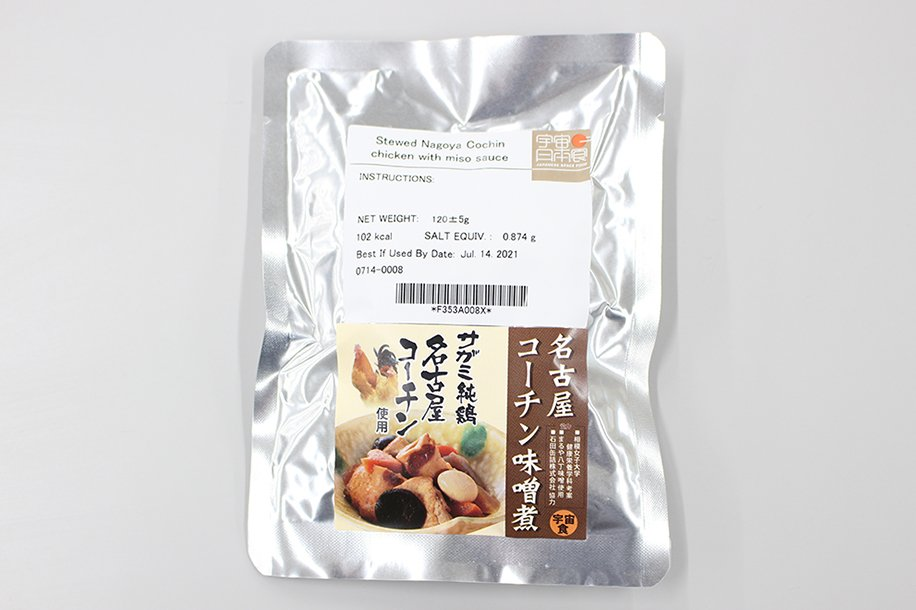 Stewed Nagoya Cochin
chicken with miso sauce
宇宙
日本食
JAPANESE SPACE FOOD
INSTRUCTIONS:
NET WEIGHT: 120±5g
102 kcal SALT EQUIV. : 0.874 g
Best If Used By Date: Jul. 14. 2021
0714-0008
*F353A008X*
名古屋
コーチン味噌煮
サガミ純鶏
名古屋
コーチン
使用
■相模女子大学
健康栄養学科考案
■まるや八丁味噌使用
■石田缶詰株式会社 協力
宇宙
食